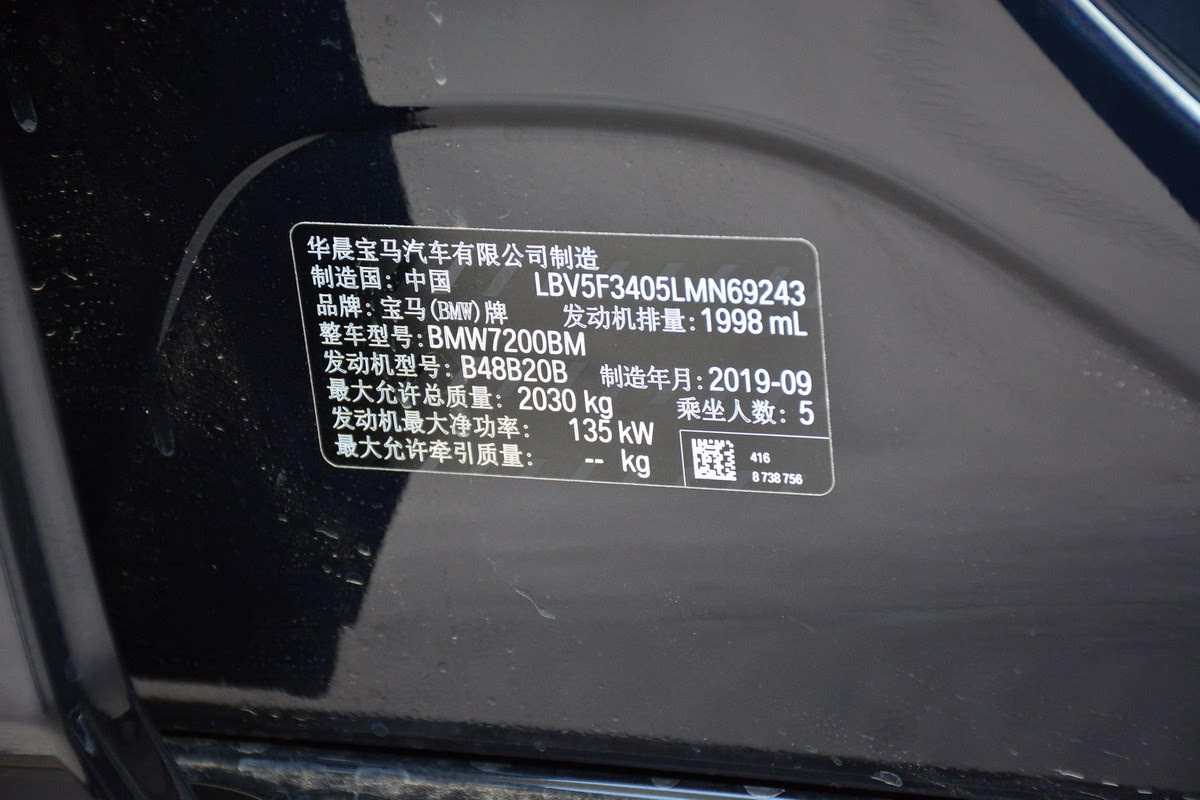 华晨宝马汽车有限公司制造
制造国：中国 LBV5F3405LMN69243
品牌：宝马(BMW)牌 发动机排量：1998 mL
整车型号：BMW7200BM
发动机型号：B48B20B 制造年月：2019-09
最大允许总质量：2030 kg 乘坐人数：5
发动机最大净功率：135 kW
最大允许牵引质量：-- kg
416
8 738 756